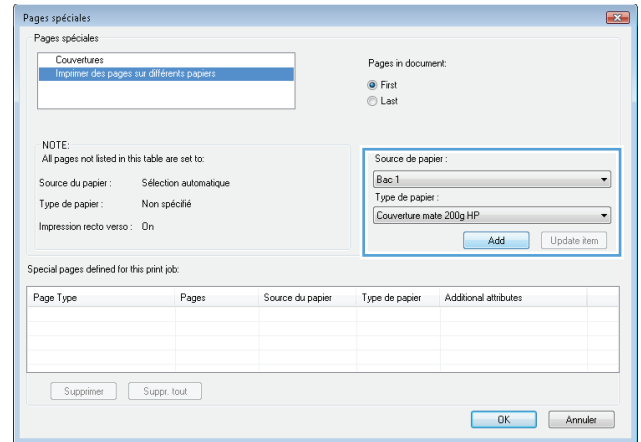 Pages spéciales
Pages spéciales
Couvertures
Imprimer des pages sur différents papiers
Pages in document:
First
Last
NOTE:
All pages not listed in this table are set to:
Source du papier : Sélection automatique
Type de papier : Non spécifié
Impression recto verso : On
Source de papier :
Bac 1
Type de papier :
Couverture mate 200g HP
Add Update item
Special pages defined for this print job:
Page Type Pages Source du papier Type de papier Additional attributes
Supprimer Suppr. tout
OK Annuler